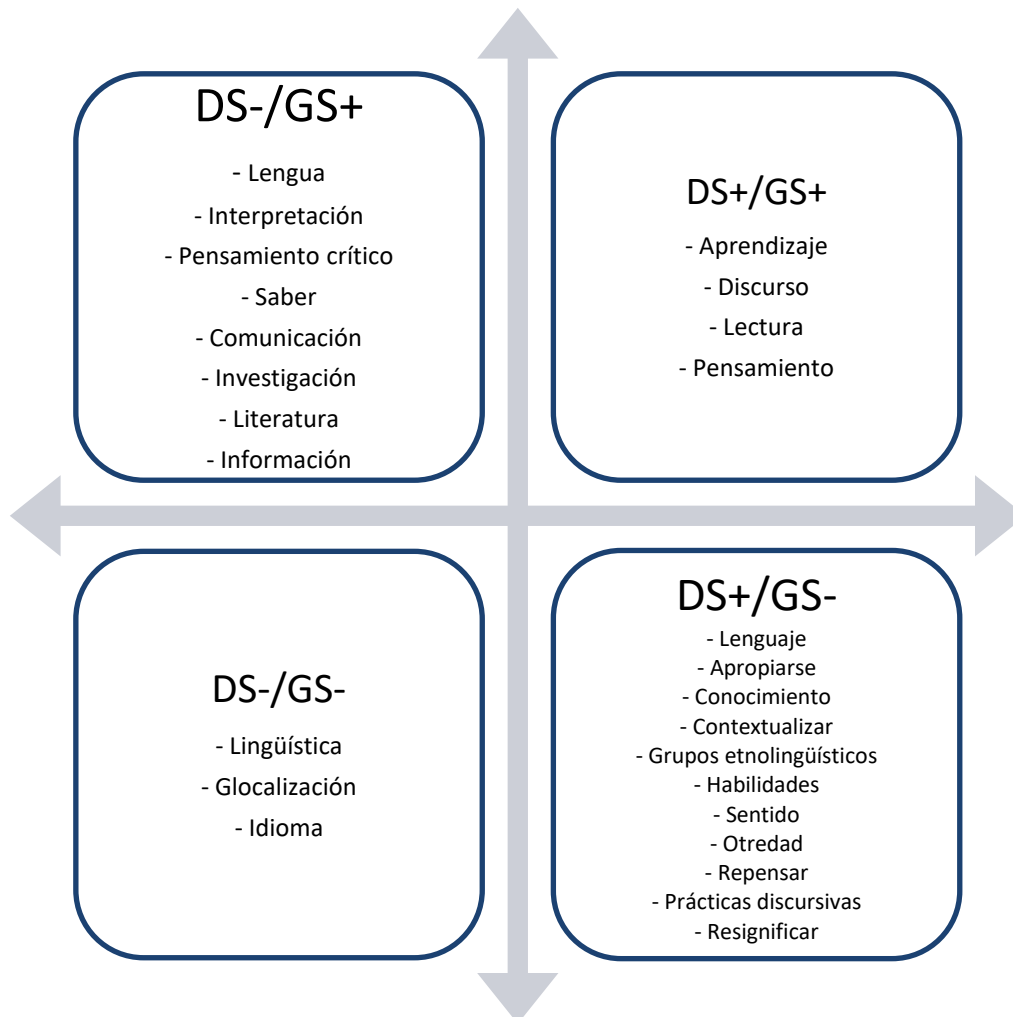 DS-/GS+
- Lengua
- Interpretación
- Pensamiento crítico
- Saber
- Comunicación
- Investigación
- Literatura
- Información
DS+/GS+
- Aprendizaje
- Discurso
- Lectura
- Pensamiento
DS-/GS-
- Lingüística
- Glocalización
- Idioma
DS+/GS-
- Lenguaje
- Apropiarse
- Conocimiento
- Contextualizar
- Grupos etnolingüísticos
- Habilidades
- Sentido
- Otredad
- Repensar
- Prácticas discursivas
- Resignificar